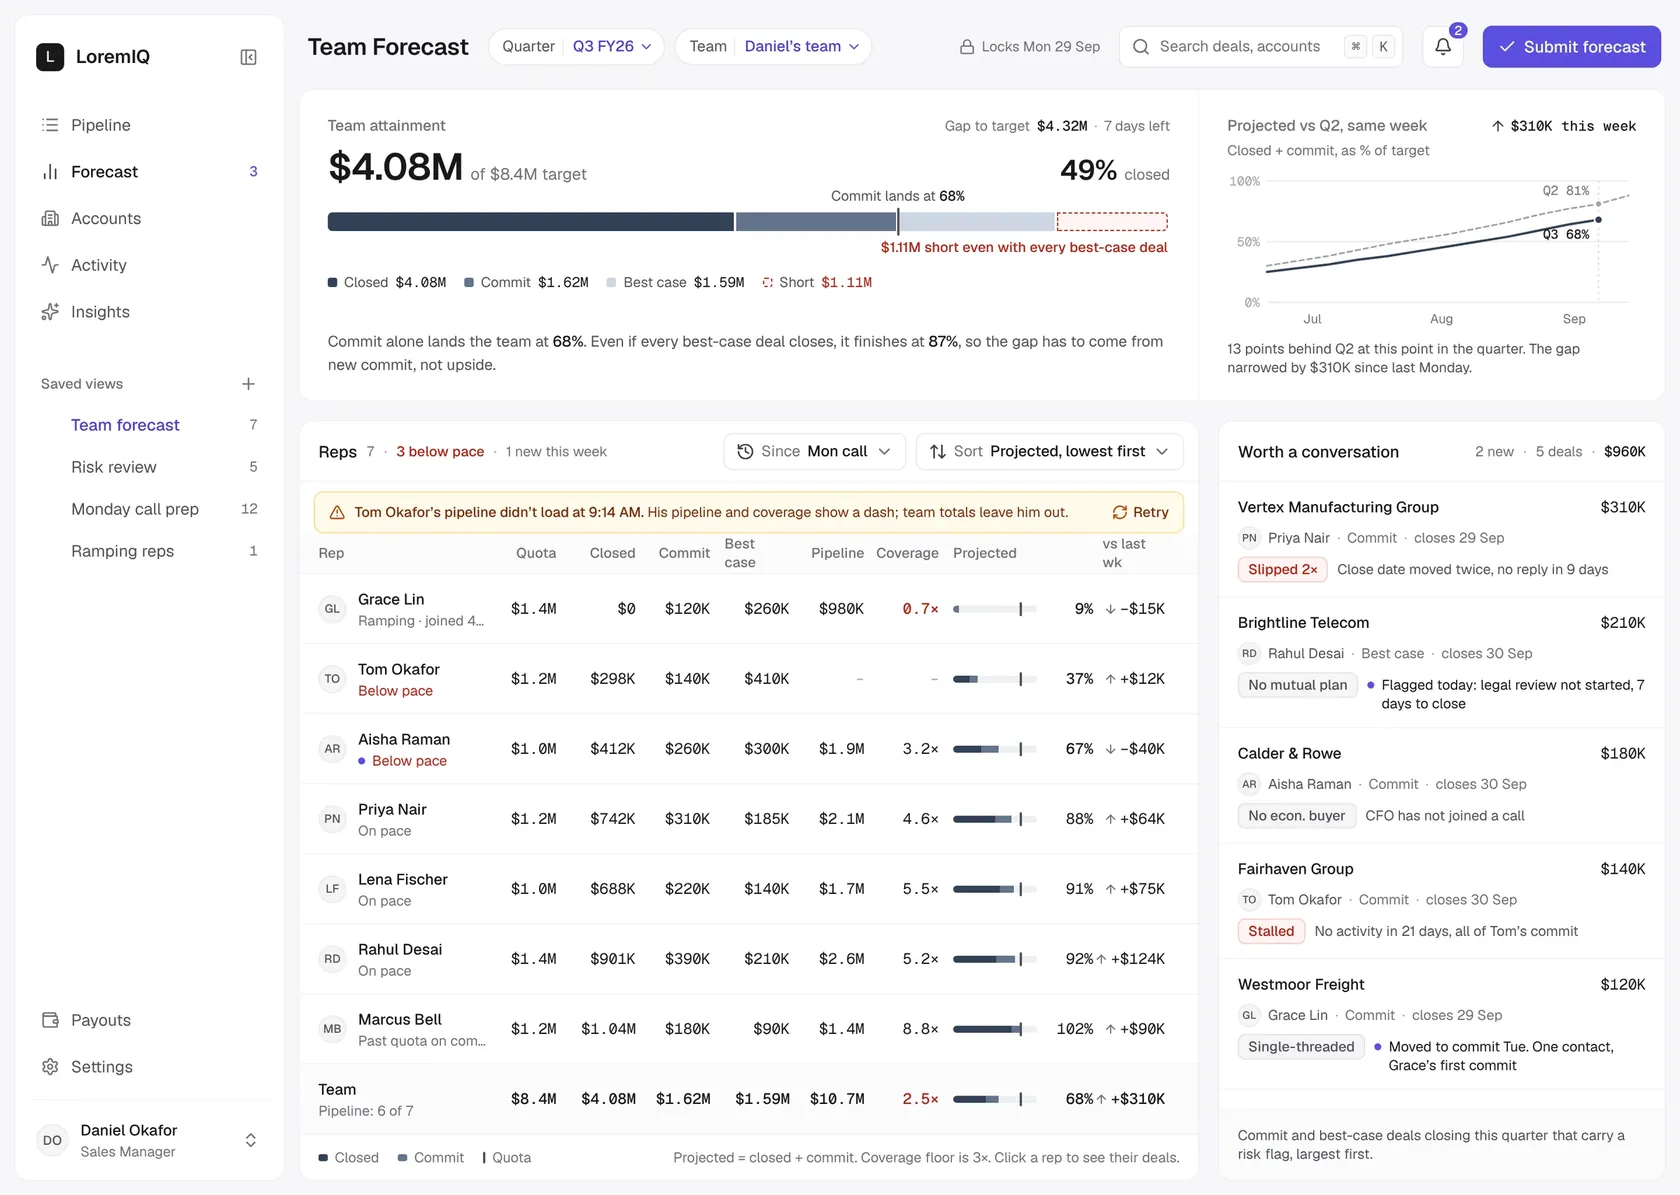 L LoremIQ
Pipeline
Forecast 3
Accounts
Activity
Insights
Saved views
Team forecast 7
Risk review 5
Monday call prep 12
Ramping reps 1
Payouts
Settings
DO Daniel Okafor
Sales Manager
Team Forecast
Quarter Q3 FY26
Team Daniel's team
Locks Mon 29 Sep
Search deals, accounts ⌘ K
2
Submit forecast
Team attainment
Gap to target $4.32M · 7 days left
$4.08M of $8.4M target
49% closed
Commit lands at 68%
$1.11M short even with every best-case deal
Closed $4.08M Commit $1.62M Best case $1.59M Short $1.11M
Commit alone lands the team at 68%. Even if every best-case deal closes, it finishes at 87%, so the gap has to come from
new commit, not upside.
Projected vs Q2, same week
↑ $310K this week
Closed + commit, as % of target
100%
Q2 81%
50%
Q3 68%
0%
Jul Aug Sep
13 points behind Q2 at this point in the quarter. The gap
narrowed by $310K since last Monday.
Reps 7 · 3 below pace · 1 new this week
Since Mon call
Sort Projected, lowest first
Tom Okafor's pipeline didn't load at 9:14 AM. His pipeline and coverage show a dash; team totals leave him out.
Retry
Rep Quota Closed Commit Best case Pipeline Coverage Projected vs last wk
GL Grace Lin $1.4M $0 $120K $260K $980K 0.7× 9% ↓ −$15K
Ramping · joined 4...
TO Tom Okafor $1.2M $298K $140K $410K – – 37% ↑ +$12K
Below pace
AR Aisha Raman $1.0M $412K $260K $300K $1.9M 3.2× 67% ↓ −$40K
Below pace
PN Priya Nair $1.2M $742K $310K $185K $2.1M 4.6× 88% ↑ +$64K
On pace
LF Lena Fischer $1.0M $688K $220K $140K $1.7M 5.5× 91% ↑ +$75K
On pace
RD Rahul Desai $1.4M $901K $390K $210K $2.6M 5.2× 92% ↑ +$124K
On pace
MB Marcus Bell $1.2M $1.04M $180K $90K $1.4M 8.8× 102% ↑ +$90K
Past quota on com...
Team $8.4M $4.08M $1.62M $1.59M $10.7M 2.5× 68% ↑ +$310K
Pipeline: 6 of 7
Closed Commit Quota
Projected = closed + commit. Coverage floor is 3×. Click a rep to see their deals.
Worth a conversation
2 new · 5 deals · $960K
Vertex Manufacturing Group $310K
PN Priya Nair · Commit · closes 29 Sep
Slipped 2× Close date moved twice, no reply in 9 days
Brightline Telecom $210K
RD Rahul Desai · Best case · closes 30 Sep
No mutual plan Flagged today: legal review not started, 7
days to close
Calder & Rowe $180K
AR Aisha Raman · Commit · closes 30 Sep
No econ. buyer CFO has not joined a call
Fairhaven Group $140K
TO Tom Okafor · Commit · closes 30 Sep
Stalled No activity in 21 days, all of Tom's commit
Westmoor Freight $120K
GL Grace Lin · Commit · closes 29 Sep
Single-threaded Moved to commit Tue. One contact,
Grace's first commit
Commit and best-case deals closing this quarter that carry a
risk flag, largest first.